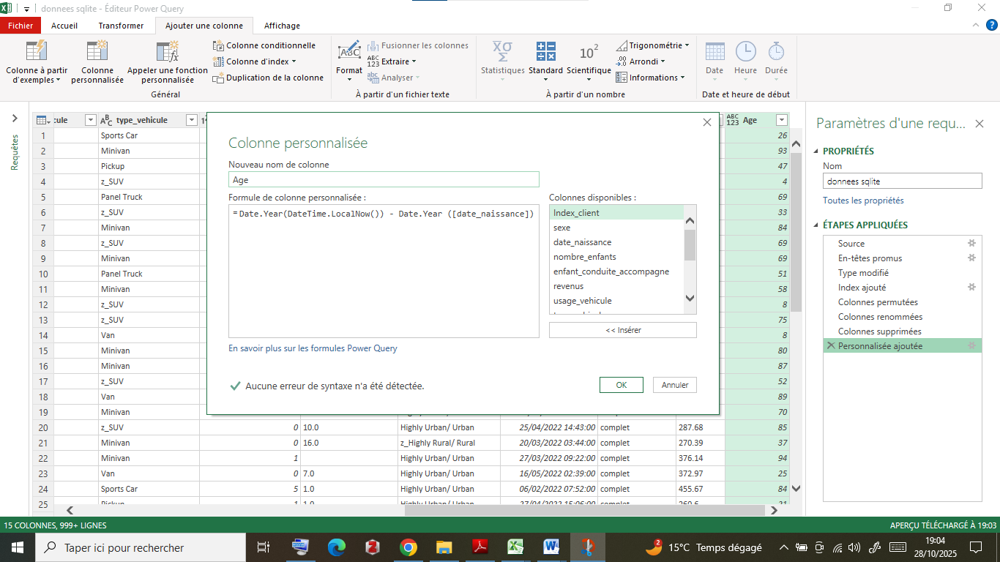 donnees sqlite - Éditeur Power Query
Fichier Accueil Transformer Ajouter une colonne Affichage
Colonne à partir d'exemples
Colonne personnalisée
Appeler une fonction personnalisée
Colonne conditionnelle
Colonne d'index
Duplication de la colonne
Général
Format
Fusionner les colonnes
Extraire
Analyser
À partir d'un fichier texte
Statistiques
Standard
Scientifique
Trigonométrie
Arrondi
Informations
À partir d'un nombre
Date
Heure
Durée
Date et heure de début
Requêtes
cule type_vehicule Age
1 Sports Car 26
2 Minivan 93
3 Pickup 47
4 z_SUV 4
5 Panel Truck 69
6 z_SUV 33
7 Minivan 84
8 z_SUV 69
9 Minivan 69
10 Panel Truck 51
11 Minivan 58
12 z_SUV 8
13 z_SUV 75
14 Van 8
15 Minivan 80
16 Minivan 87
17 z_SUV 52
18 Van 89
19 Minivan 70
20 z_SUV 0 10.0 Highly Urban/ Urban 25/04/2022 14:43:00 complet 287.68 85
21 Minivan 0 16.0 z_Highly Rural/ Rural 20/03/2022 03:44:00 complet 270.39 37
22 Minivan 1 Highly Urban/ Urban 27/03/2022 09:22:00 complet 376.14 94
23 Van 0 7.0 Highly Urban/ Urban 16/05/2022 02:39:00 complet 372.97 25
24 Sports Car 5 1.0 Highly Urban/ Urban 06/02/2022 07:52:00 complet 455.67 84
25 Pickup 1 1.0 Highly Urban/ Urban 27/04/2022 15:06:00 complet 260.6 21
Colonne personnalisée
Nouveau nom de colonne
Age
Formule de colonne personnalisée :
=Date.Year(DateTime.LocalNow()) - Date.Year ([date_naissance])
Colonnes disponibles :
Index_client
sexe
date_naissance
nombre_enfants
enfant_conduite_accompagne
revenus
usage_vehicule
<< Insérer
En savoir plus sur les formules Power Query
Aucune erreur de syntaxe n'a été détectée.
OK Annuler
Paramètres d'une requ...
PROPRIÉTÉS
Nom
donnees sqlite
Toutes les propriétés
ÉTAPES APPLIQUÉES
Source
En-têtes promus
Type modifié
Index ajouté
Colonnes permutées
Colonnes renommées
Colonnes supprimées
Personnalisée ajoutée
15 COLONNES, 999+ LIGNES
APERÇU TÉLÉCHARGÉ À 19:03
Taper ici pour rechercher
2
15°C Temps dégagé
19:04
28/10/2025